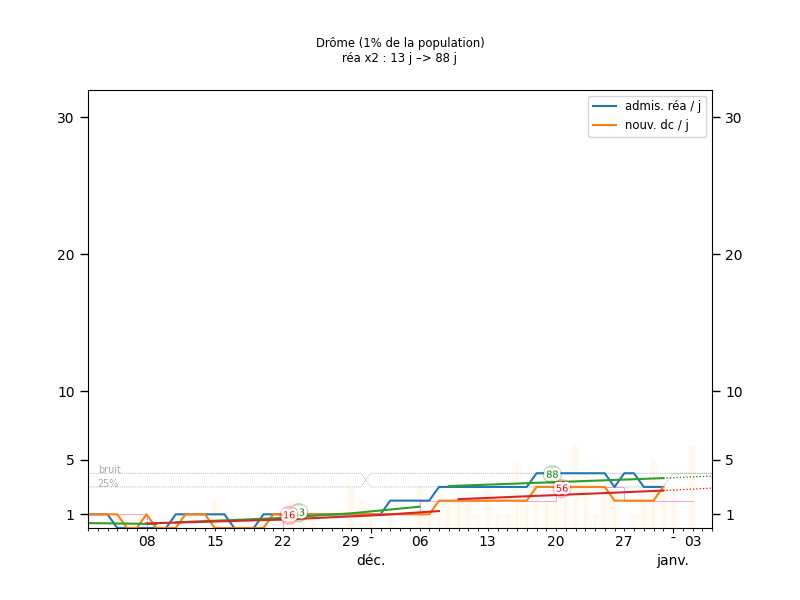 Drôme (1% de la population)
réa x2 : 13 j –> 88 j
admis. réa / j
nouv. dc / j
30 30
20 20
10 10
5 5
1 1
bruit
25%
16
88
56
08 15 22 29 - 06 13 20 27 - 03
déc. janv.